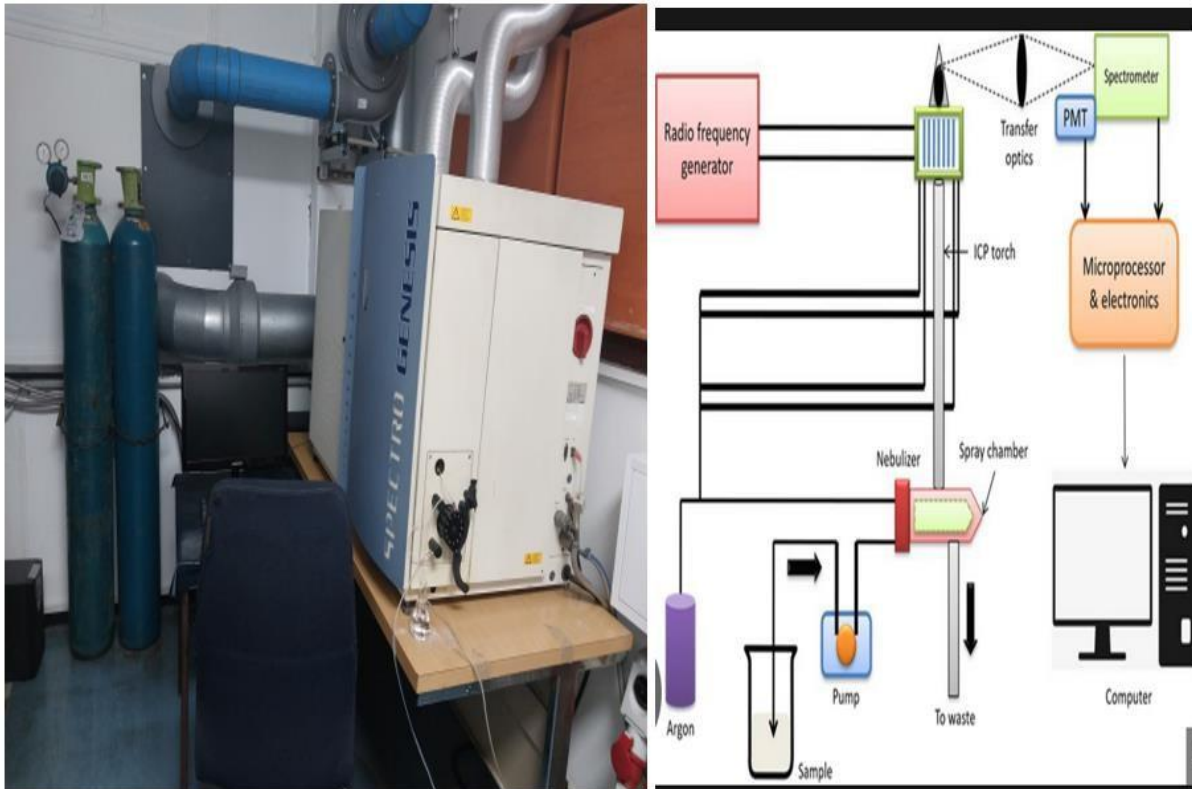 SPECTRO GENESIS
Radio frequency
generator
Transfer
optics
Spectrometer
PMT
ICP torch
Microprocessor
& electronics
Nebulizer
Spray chamber
Argon
Sample
Pump
To waste
Computer